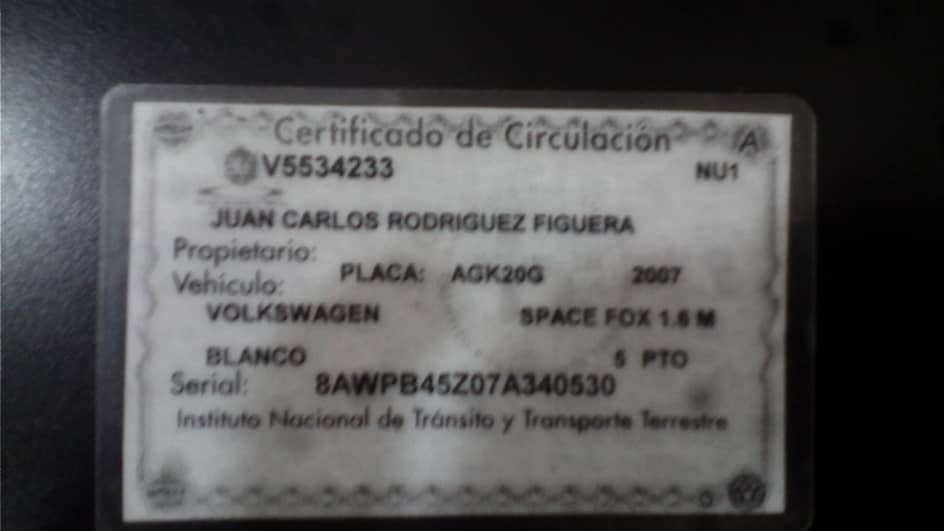 Certificado de Circulación
A
V5534233 NU1
JUAN CARLOS RODRIGUEZ FIGUERA
Propietario:
Vehículo: PLACA: AGK20G 2007
VOLKSWAGEN SPACE FOX 1.6 M
BLANCO 5 PTO
Serial: 8AWPB45Z07A340530
Instituto Nacional de Tránsito y Transporte Terrestre